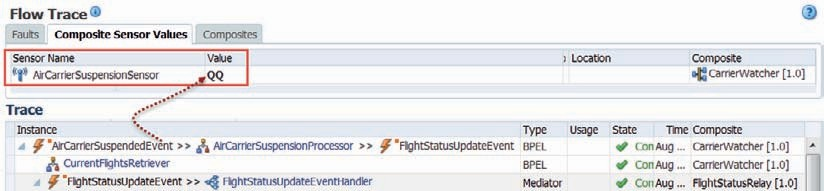 Flow Trace
Faults Composite Sensor Values Composites
Sensor Name Value Location Composite
AirCarrierSuspensionSensor QQ CarrierWatcher [1.0]
Trace
Instance Type Usage State Time Composite
*AirCarrierSuspendedEvent >> AirCarrierSuspensionProcessor >> *FlightStatusUpdateEvent BPEL Con Aug ... CarrierWatcher [1.0]
CurrentFlightsRetriever BPEL Con Aug ... CarrierWatcher [1.0]
*FlightStatusUpdateEvent >> FlightStatusUpdateEventHandler Mediator Con Aug ... FlightStatusRelay [1.0]